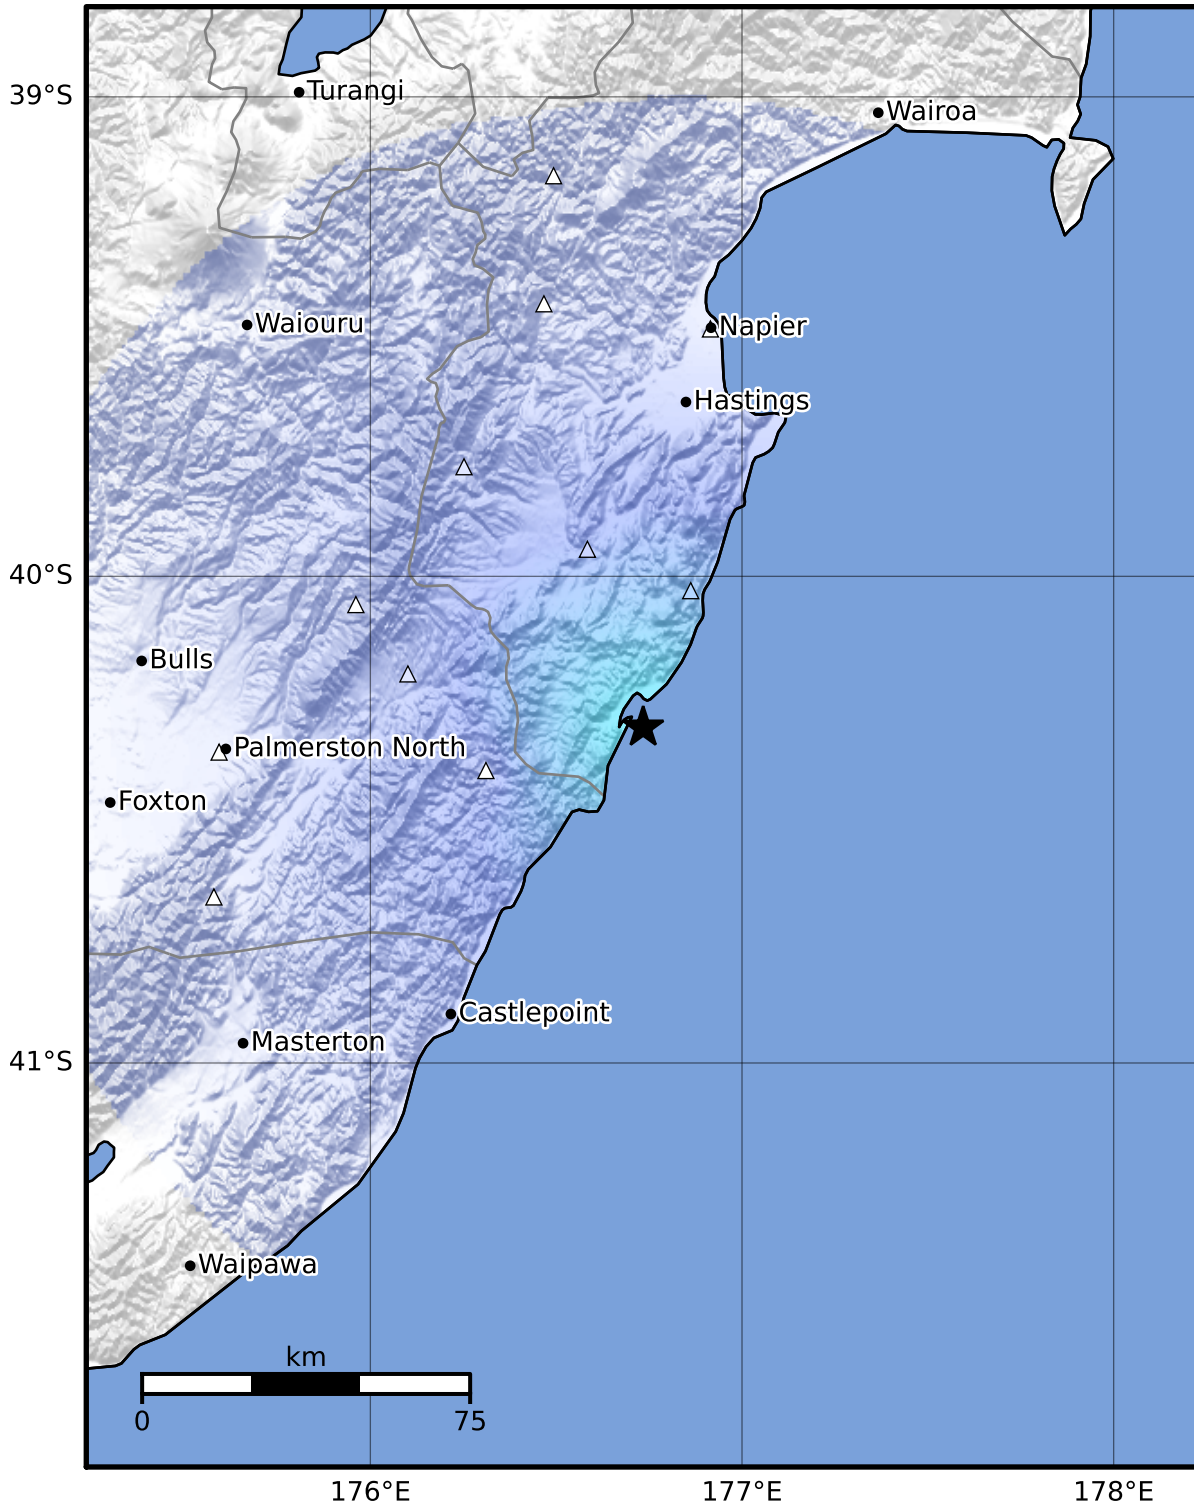 Turangi
39°S
Wairoa
Waiouru
Napier
Hastings
40°S
Bulls
Palmerston North
Foxton
Castlepoint
Masterton
41°S
Waipawa
km
0
75
176°E
177°E
178°E